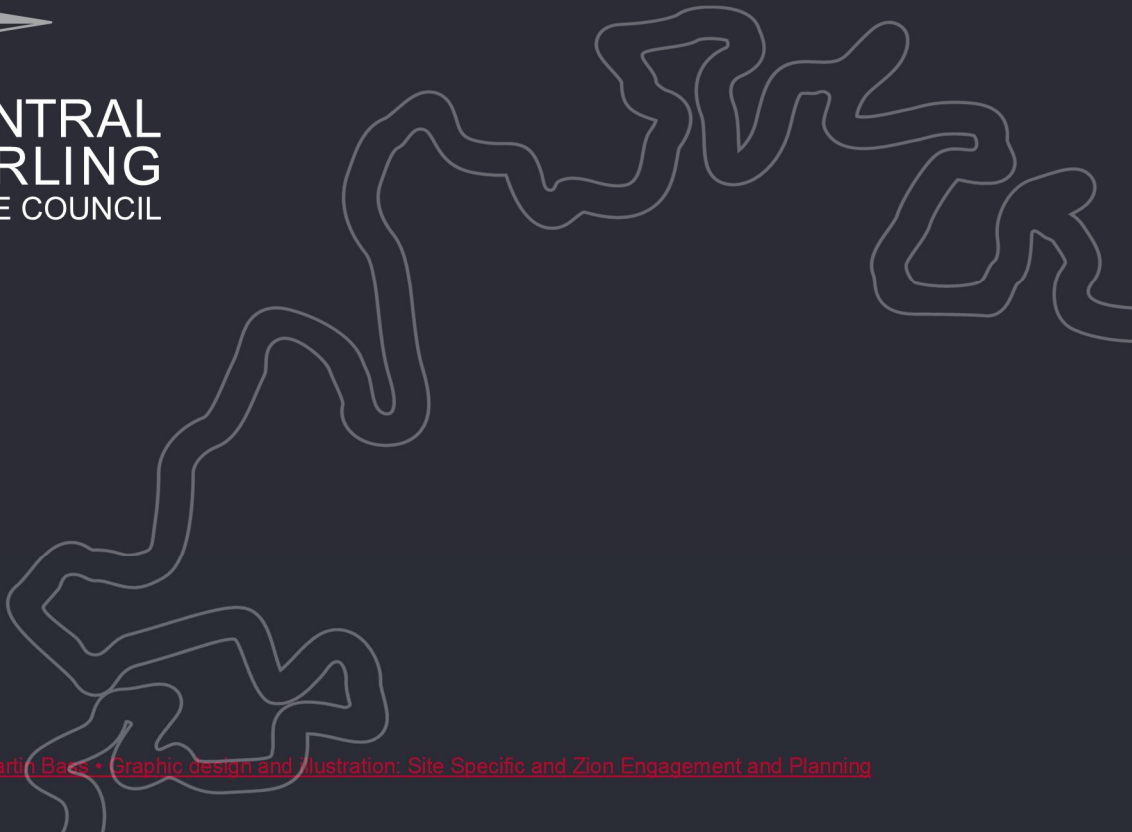 NTRAL
RLING
E COUNCIL
artin Bass • Graphic design and illustration: Site Specific and Zion Engagement and Planning